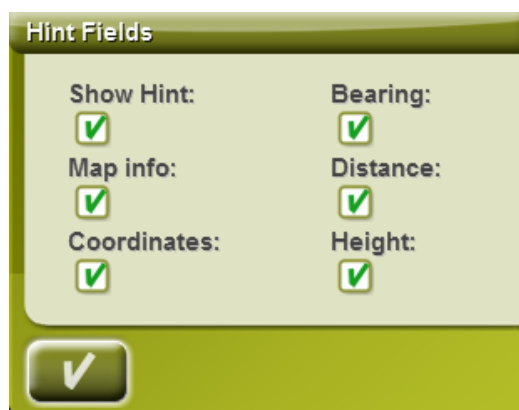 Hint Fields
Show Hint: Bearing:
Map info: Distance:
Coordinates: Height: